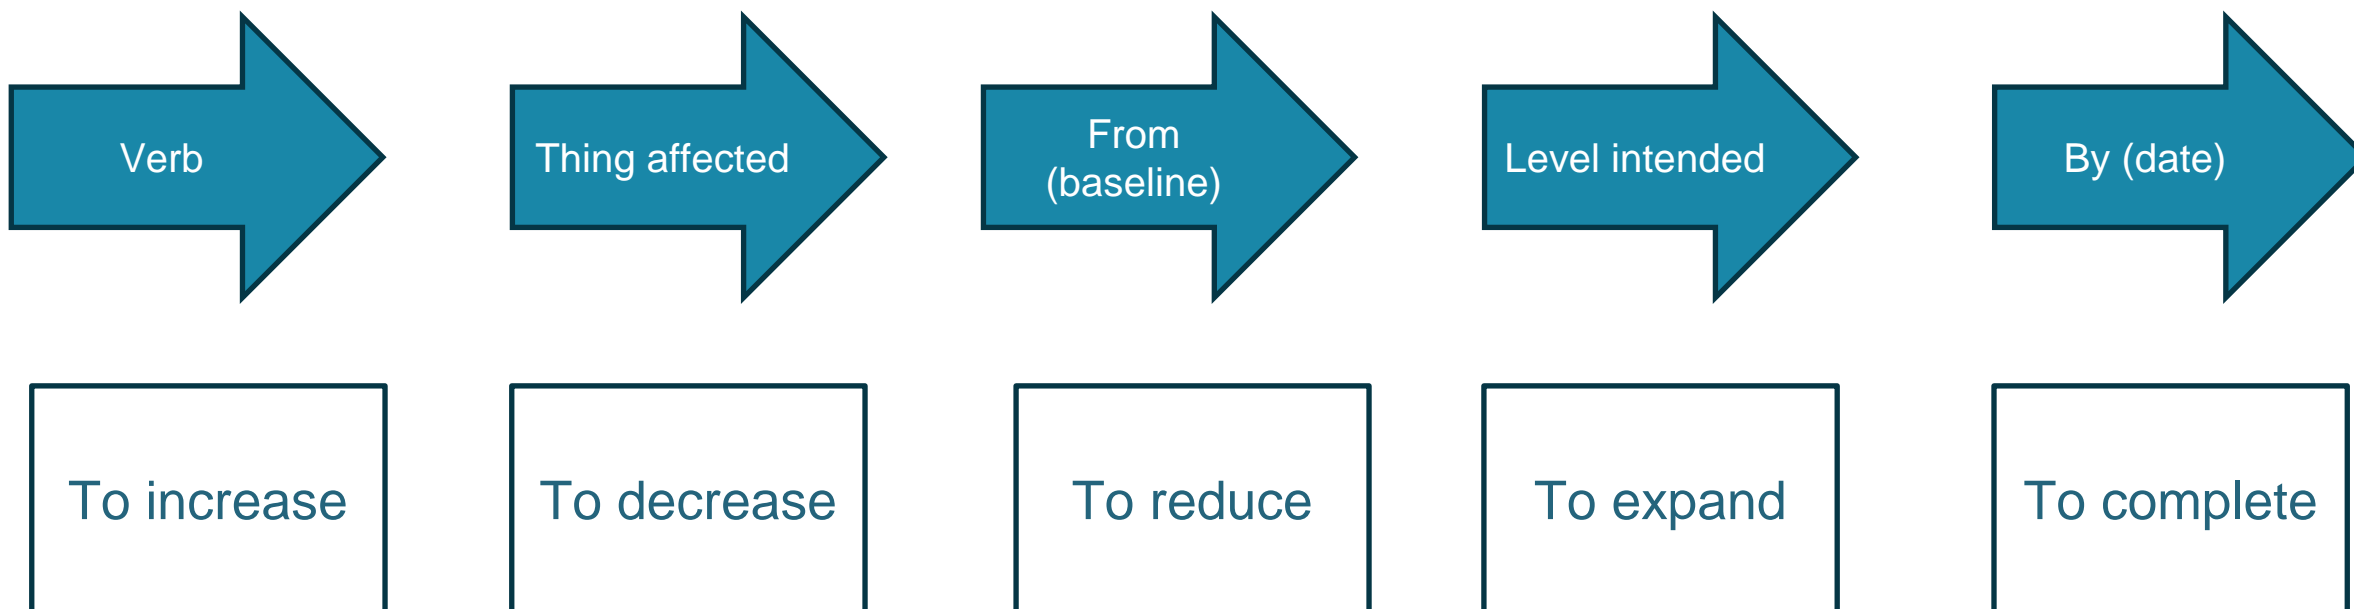 Verb
Thing affected
From
(baseline)
Level intended
By (date)
To increase
To decrease
To reduce
To expand
To complete